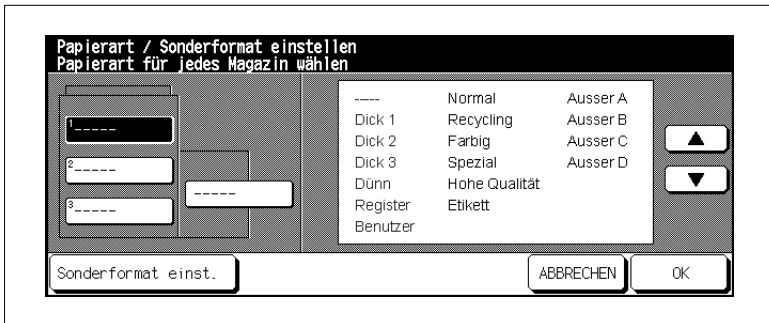 Papierart / Sonderformat einstellen
Papierart für jedes Magazin wählen
1-----
2-----
3-----
-----
----- Normal Ausser A
Dick 1 Recycling Ausser B
Dick 2 Farbig Ausser C
Dick 3 Spezial Ausser D
Dünn Hohe Qualität
Register Etikett
Benutzer
Sonderformat einst. ABBRECHEN OK